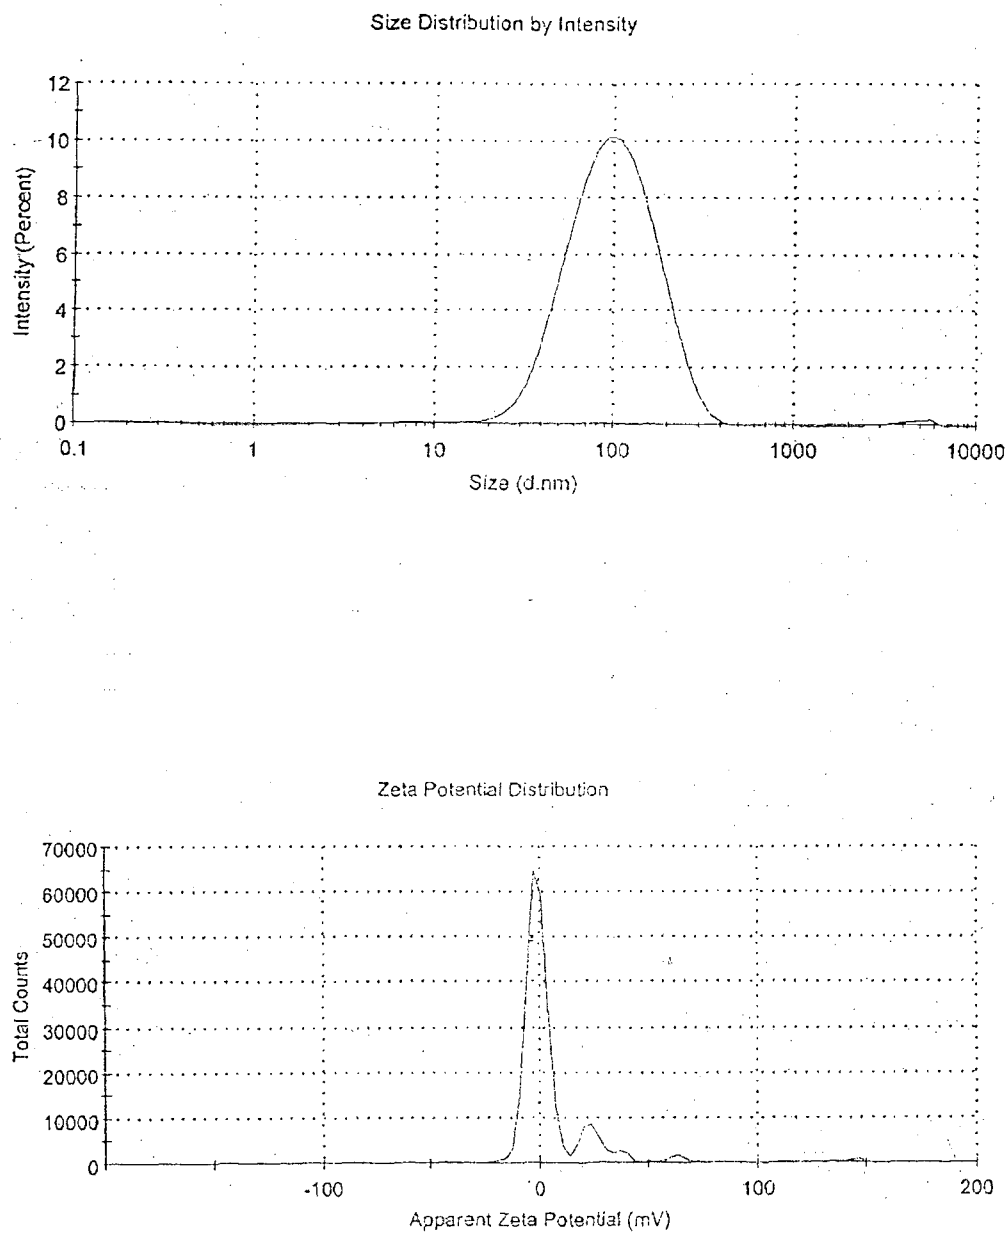 Size Distribution by Intensity
12
10
8
6
4
2
0
Intensity (Percent)
0.1 1 10 100 1000 10000
Size (d.nm)
Zeta Potential Distribution
70000
60000
50000
40000
30000
20000
10000
0
Total Counts
-100 0 100 200
Apparent Zeta Potential (mV)